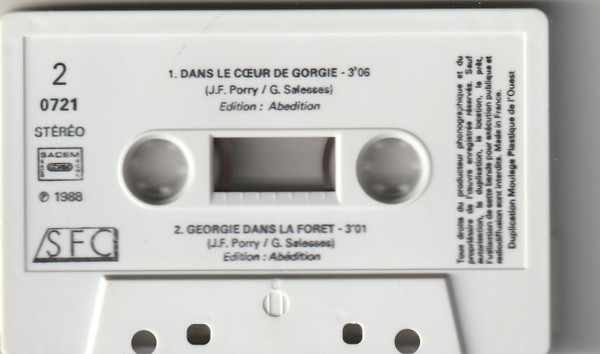 2
0721
STÉRÉO
SACEM
℗ 1988
SFC
1. DANS LE CŒUR DE GORGIE - 3'06
(J.F. Porry / G. Salesses)
Edition : Abedition
2. GEORGIE DANS LA FORET - 3'01
(J.F. Porry / G. Salesses)
Edition : Abédition
Tous droits du producteur phonographique et du
propriétaire de l'œuvre enregistrée réservés. Sauf
autorisation, la duplication, la location, le prêt,
l'utilisation de cette bande pour exécution publique et
radiodiffusion sont interdits. Made in France.
Duplication Moulage Plastique de l'Ouest